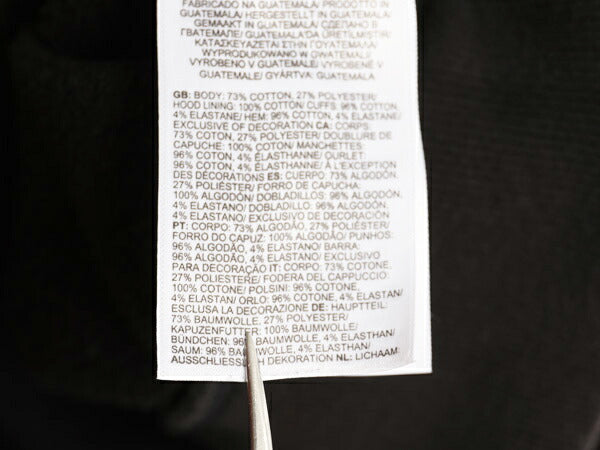 FABRICADO NA GUATEMALA/ PRODOTTO IN
GUATEMALA/ HERGESTELLT IN GUATEMALA/
GEMAAKT IN GUATEMALA/ СДЕЛАНО В
ГВАТЕМАЛЕ/ GUATEMALA'DA ÜRETİLMİŞTİR/
ΚΑΤΑΣΚΕΥΑΖΕΤΑΙ ΣΤΗΝ ΓΟΥΑΤΕΜΑΛΑ/
WYPRODUKOWANO W GWATEMALI/
VYROBENO V GUATEMALE/ VYROBENÉ V
GUATEMALE/ GYÁRTVA: GUATEMALA
GB: BODY: 73% COTTON, 27% POLYESTER/
HOOD LINING: 100% COTTON/ CUFFS: 96% COTTON,
4% ELASTANE/ HEM: 96% COTTON, 4% ELASTANE/
EXCLUSIVE OF DECORATION CA: CORPS:
73% COTON, 27% POLYESTER/ DOUBLURE DE
CAPUCHE: 100% COTON/ MANCHETTES:
96% COTON, 4% ÉLASTHANNE/ OURLET:
96% COTON, 4% ÉLASTHANNE/ À L'EXCEPTION
DES DÉCORATIONS ES: CUERPO: 73% ALGODÓN,
27% POLIÉSTER/ FORRO DE CAPUCHA:
100% ALGODÓN/ DOBLADILLOS: 96% ALGODÓN,
4% ELASTANO/ DOBLADILLO: 96% ALGODÓN,
4% ELASTANO/ EXCLUSIVO DE DECORACIÓN
PT: CORPO: 73% ALGODÃO, 27% POLIÉSTER/
FORRO DO CAPUZ: 100% ALGODÃO/ PUNHOS:
96% ALGODÃO, 4% ELASTANO/ BARRA:
96% ALGODÃO, 4% ELASTANO/ EXCLUSIVO
PARA DECORAÇÃO IT: CORPO: 73% COTONE,
27% POLIESTERE/ FODERA DEL CAPPUCCIO:
100% COTONE/ POLSINI: 96% COTONE,
4% ELASTAN/ ORLO: 96% COTONE, 4% ELASTAN/
ESCLUSA LA DECORAZIONE DE: HAUPTTEIL:
73% BAUMWOLLE, 27% POLYESTER/
KAPUZENFUTTER: 100% BAUMWOLLE/
BÜNDCHEN: 96% BAUMWOLLE, 4% ELASTHAN/
SAUM: 96% BAUMWOLLE, 4% ELASTHAN/
AUSSCHLIESSLICH DEKORATION NL: LICHAAM: